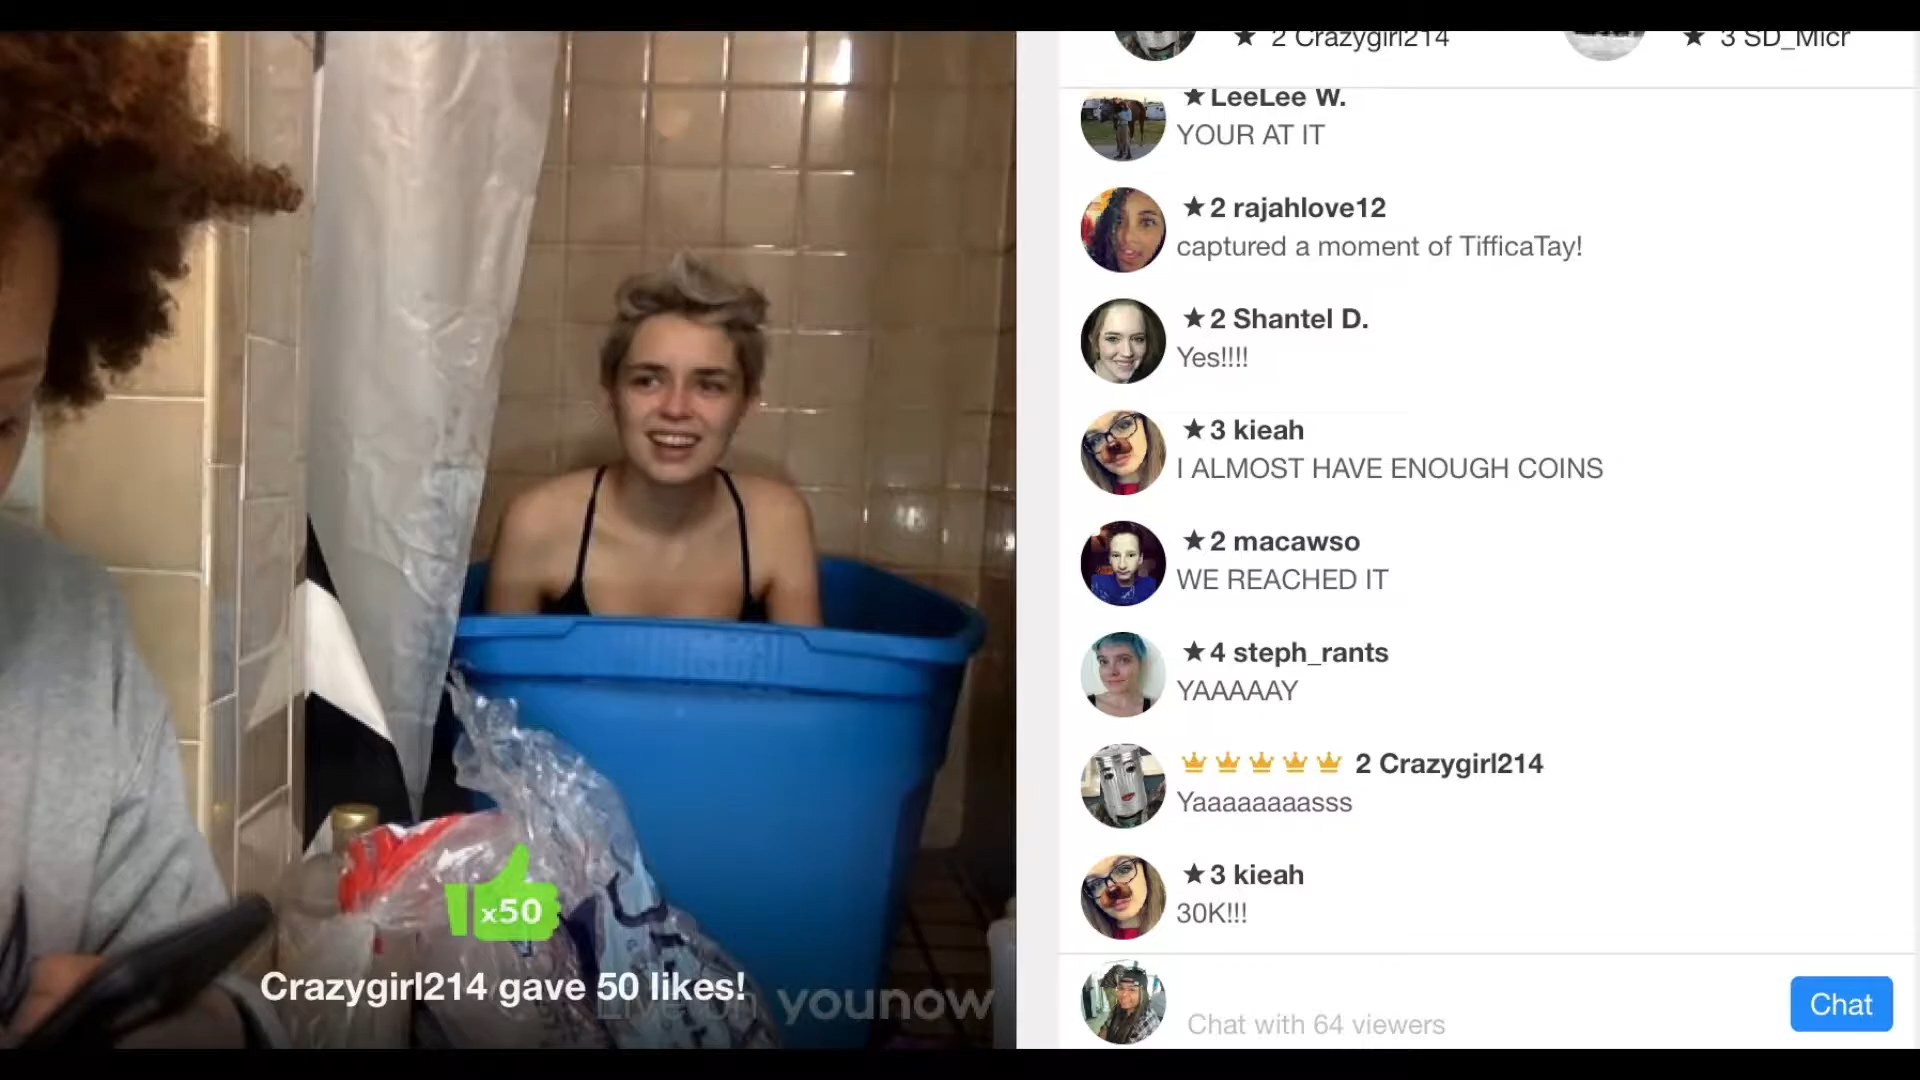 ★ 2 Crazygirl214
★ 3 SD_Micr
★ LeeLee W.
YOUR AT IT
★ 2 rajahlove12
captured a moment of TifficaTay!
★ 2 Shantel D.
Yes!!!!
★ 3 kieah
I ALMOST HAVE ENOUGH COINS
★ 2 macawso
WE REACHED IT
★ 4 steph_rants
YAAAAAY
2 Crazygirl214
Yaaaaaaaasss
★ 3 kieah
30K!!!
x50
Crazygirl214 gave 50 likes!
Live on younow
Chat with 64 viewers
Chat